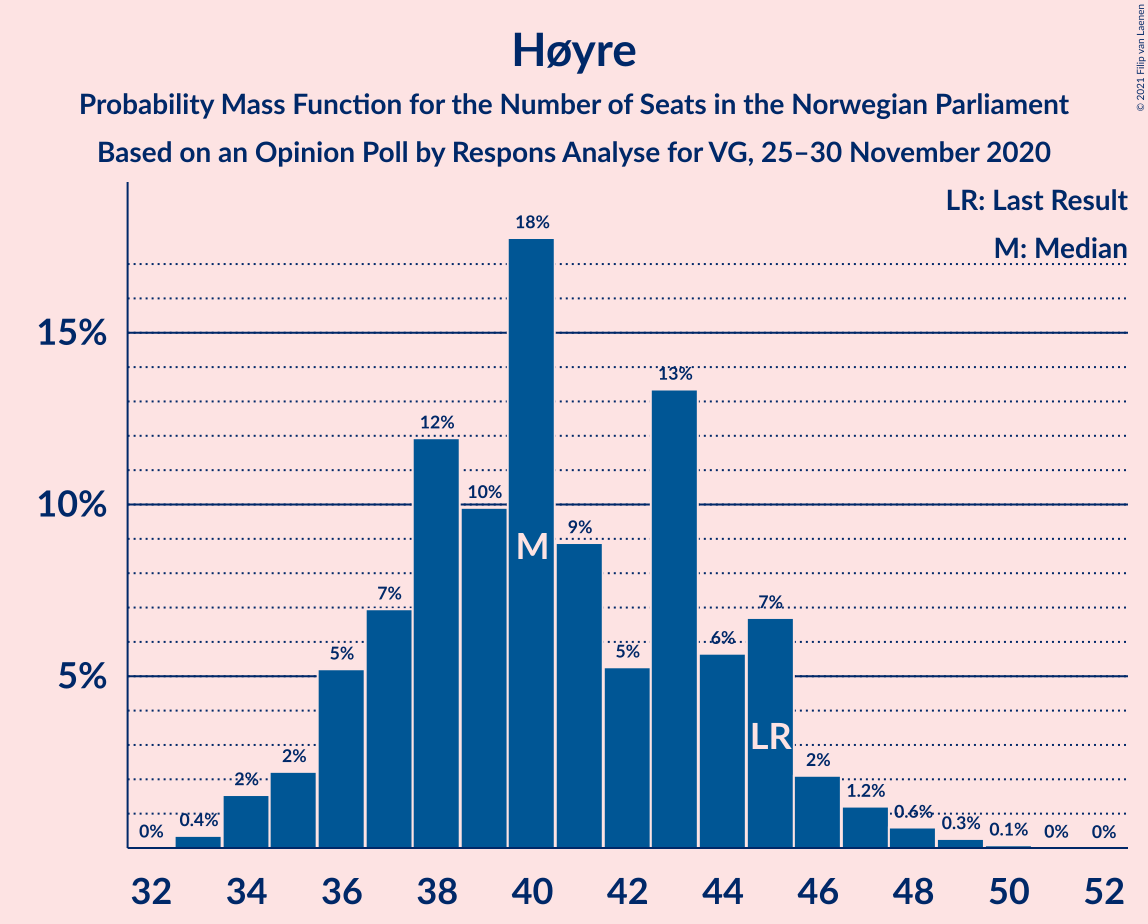 Høyre
Probability Mass Function for the Number of Seats in the Norwegian Parliament
Based on an Opinion Poll by Respons Analyse for VG, 25–30 November 2020
© 2021 Filip van Laenen
LR: Last Result
M: Median
15%
10%
5%
0%
0.4%
2%
2%
5%
7%
12%
10%
18%
9%
5%
13%
6%
7%
2%
1.2%
0.6%
0.3%
0.1%
0%
0%
M
LR
32 34 36 38 40 42 44 46 48 50 52